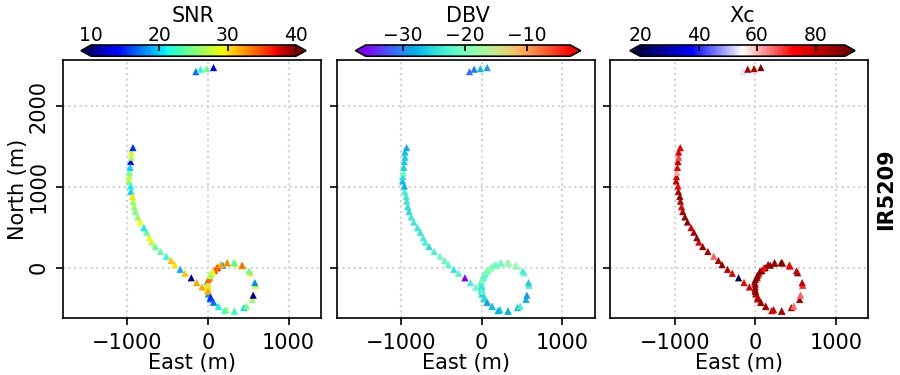 SNR DBV Xc
10 20 30 40 −30 −20 −10 20 40 60 80
2000
1000
0
North (m)
IR5209
−1000 0 1000 −1000 0 1000 −1000 0 1000
East (m) East (m) East (m)